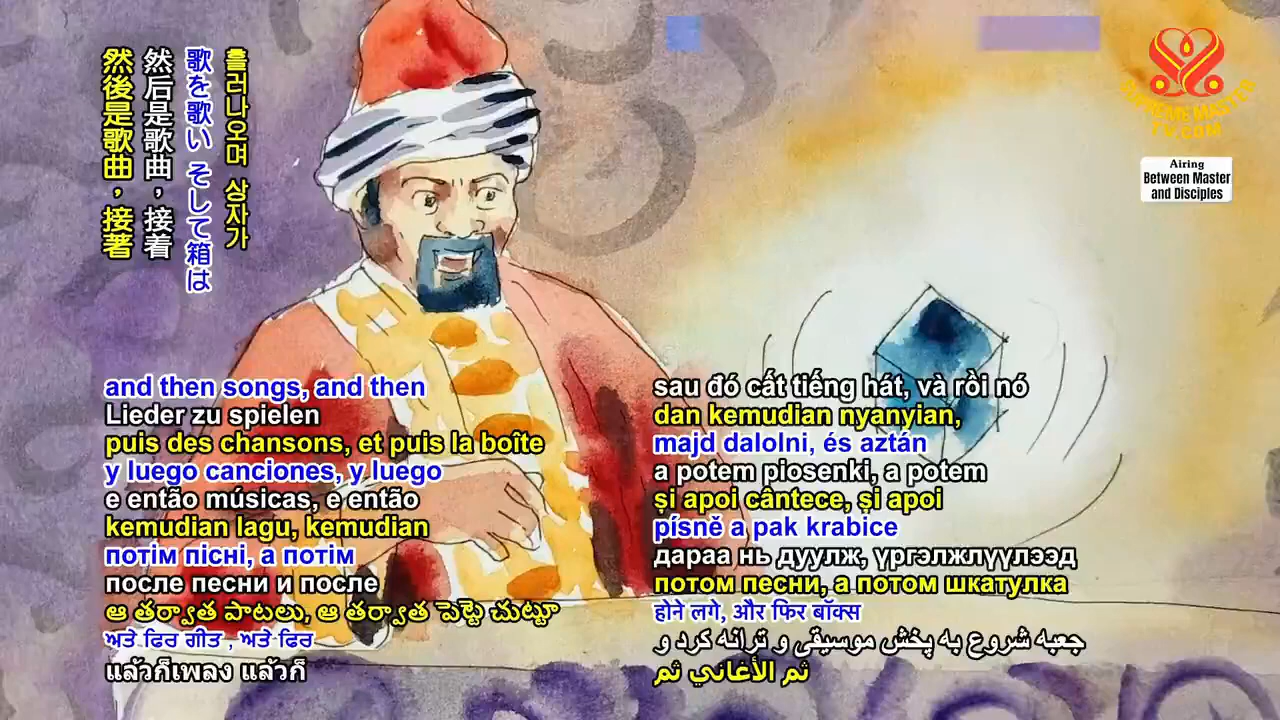 흘러나오며 상자가
歌を歌い そして箱は
然后是歌曲，接着
然後是歌曲，接著
SUPREME MASTER
TV.COM
Airing
Between Master
and Disciples
and then songs, and then
Lieder zu spielen
puis des chansons, et puis la boîte
y luego canciones, y luego
e então músicas, e então
kemudian lagu, kemudian
потім пісні, а потім
после песни и после
ఆ తర్వాత పాటలు, ఆ తర్వాత పెట్టె చుట్టూ
ਅਤੇ ਫਿਰ ਗੀਤ , ਅਤੇ ਫਿਰ
แล้วก็เพลง แล้วก็
sau đó cất tiếng hát, và rồi nó
dan kemudian nyanyian,
majd dalolni, és aztán
a potem piosenki, a potem
și apoi cântece, și apoi
písně a pak krabice
дараа нь дуулж, үргэлжлүүлээд
потом песни, а потом шкатулка
होने लगे, और फिर बॉक्स
جعبه شروع به پخش موسیقی و ترانه کرد و
ثم الأغاني ثم